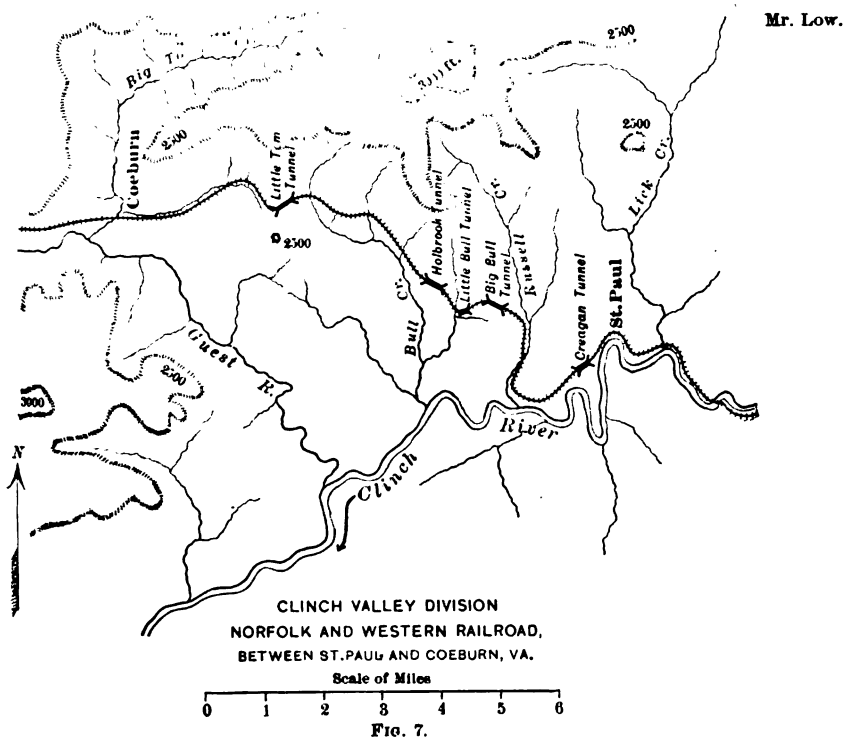 Mr. Low.
2500
Big T
3000 ft.
2500
Coeburn
2500
Little Tom
Tunnel
Lick Cr.
2500
Holbrook Tunnel
Little Bull Tunnel
Big Bull
Tunnel
Russell Cr.
Creagan Tunnel
St. Paul
Bull Cr.
Guest R.
2500
3000
N
Clinch River
CLINCH VALLEY DIVISION
NORFOLK AND WESTERN RAILROAD,
BETWEEN ST. PAUL AND COEBURN, VA.
Scale of Miles
0 1 2 3 4 5 6
FIG. 7.